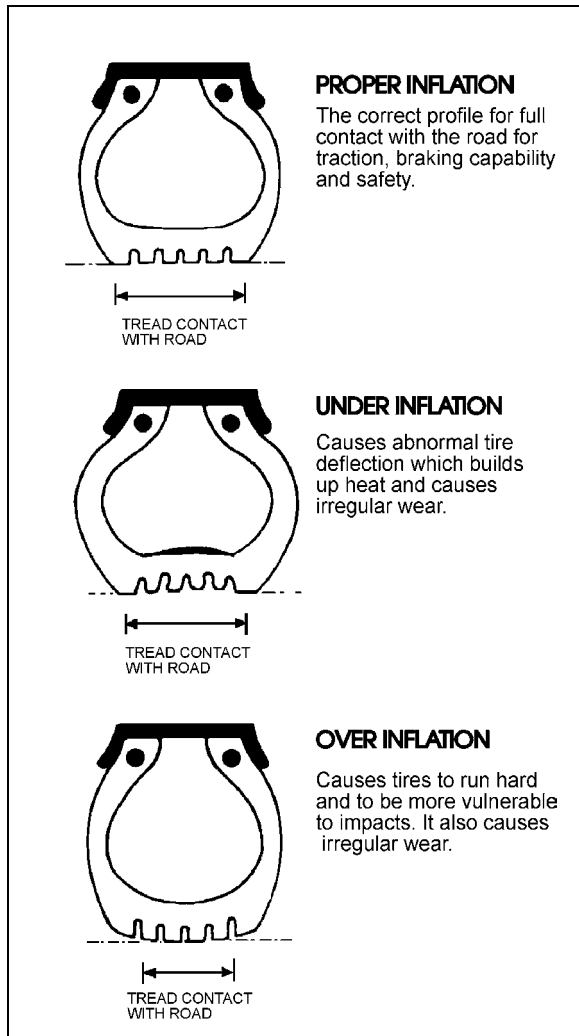 PROPER INFLATION
The correct profile for full
contact with the road for
traction, braking capability
and safety.
TREAD CONTACT
WITH ROAD
UNDER INFLATION
Causes abnormal tire
deflection which builds
up heat and causes
irregular wear.
TREAD CONTACT
WITH ROAD
OVER INFLATION
Causes tires to run hard
and to be more vulnerable
to impacts. It also causes
irregular wear.
TREAD CONTACT
WITH ROAD